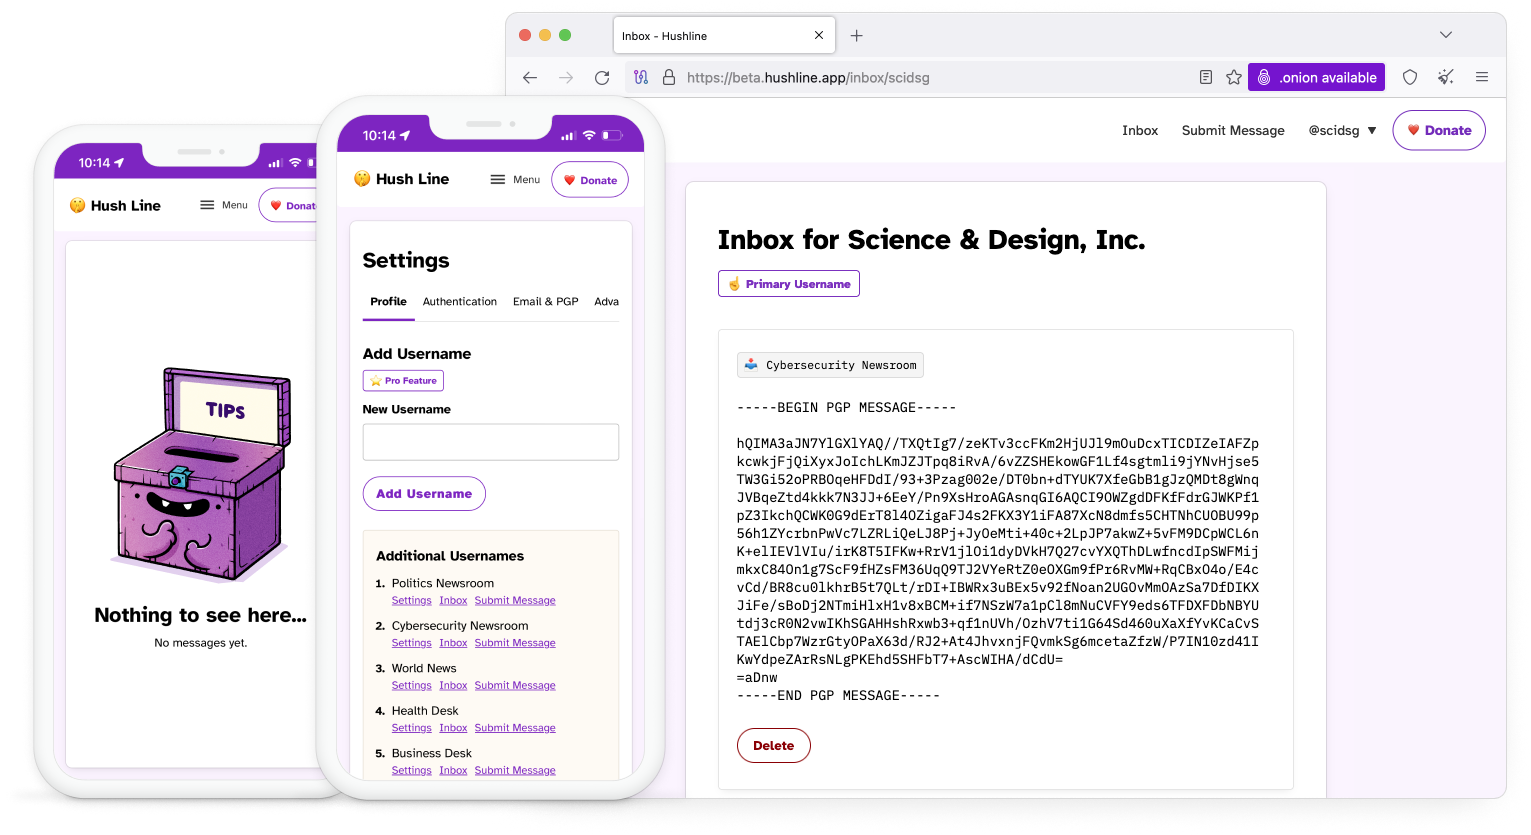 10:14
Hush Line
Menu
Donat
TIPS
Nothing to see here...
No messages yet.
10:14
Hush Line
Menu
Donate
Settings
Profile
Authentication
Email & PGP
Adva
Add Username
Pro Feature
New Username
Add Username
Additional Usernames
1. Politics Newsroom
Settings Inbox Submit Message
2. Cybersecurity Newsroom
Settings Inbox Submit Message
3. World News
Settings Inbox Submit Message
4. Health Desk
Settings Inbox Submit Message
5. Business Desk
Settings Inbox Submit Message
Inbox - Hushline
https://beta.hushline.app/inbox/scidsg
.onion available
Inbox
Submit Message
@scidsg
Donate
Inbox for Science & Design, Inc.
Primary Username
Cybersecurity Newsroom
-----BEGIN PGP MESSAGE-----
hQIMA3aJN7YlGXlYAQ//TXQtIg7/zeKTv3ccFKm2HjUJl9mOuDcxTICDIZeIAFZp
kcwkjFjQiXyxJoIchLKmJZJTpq8iRvA/6vZZSHEkowGF1Lf4sgtmli9jYNvHjse5
TW3Gi52oPRBOqeHFDdI/93+3Pzag002e/DT0bn+dTYUK7XfeGbB1gJzQMDt8gWnq
JVBqeZtd4kkk7N3JJ+6EeY/Pn9XsHroAGAsnqGI6AQCI9OWZgdDFKfFdrGJWKPf1
pZ3IkchQCWK0G9dErT8l4OZigaFJ4s2FKX3Y1iFA87XcN8dmfs5CHTNhCUOBU99p
56h1ZYcrbnPwVc7LZRLiQeLJ8Pj+JyOeMti+40c+2LpJP7akwZ+5vFM9DCpWCL6n
K+elIEVlVIu/irK8T5IFKw+RrV1jlOi1dyDVkH7Q27cvYXQThDLwfncdIpSWFMij
mkxC84On1g7ScF9fHZsFM36UqQ9TJ2VYeRtZ0eOXGm9fPr6RvMW+RqCBxO4o/E4c
vCd/BR8cu0lkhrB5t7QLt/rDI+IBWRx3uBEx5v92fNoan2UGOvMmOAzSa7DfDIKX
JiFe/sBoDj2NTmiHlxH1v8xBCM+if7NSzW7a1pCl8mNuCVFY9eds6TFDXFDbNBYU
tdj3cR0N2vwIKhSGAHHshRxwb3+qf1nUVh/OzhV7ti1G64Sd460uXaXfYvKCaCvS
TAElCbp7WzrGtyOPaX63d/RJ2+At4JhvxnjFQvmkSg6mcetaZfzW/P7IN10zd41I
KwYdpeZArRsNLgPKEhd5SHFbT7+AscWIHA/dCdU=
=aDnw
-----END PGP MESSAGE-----
Delete